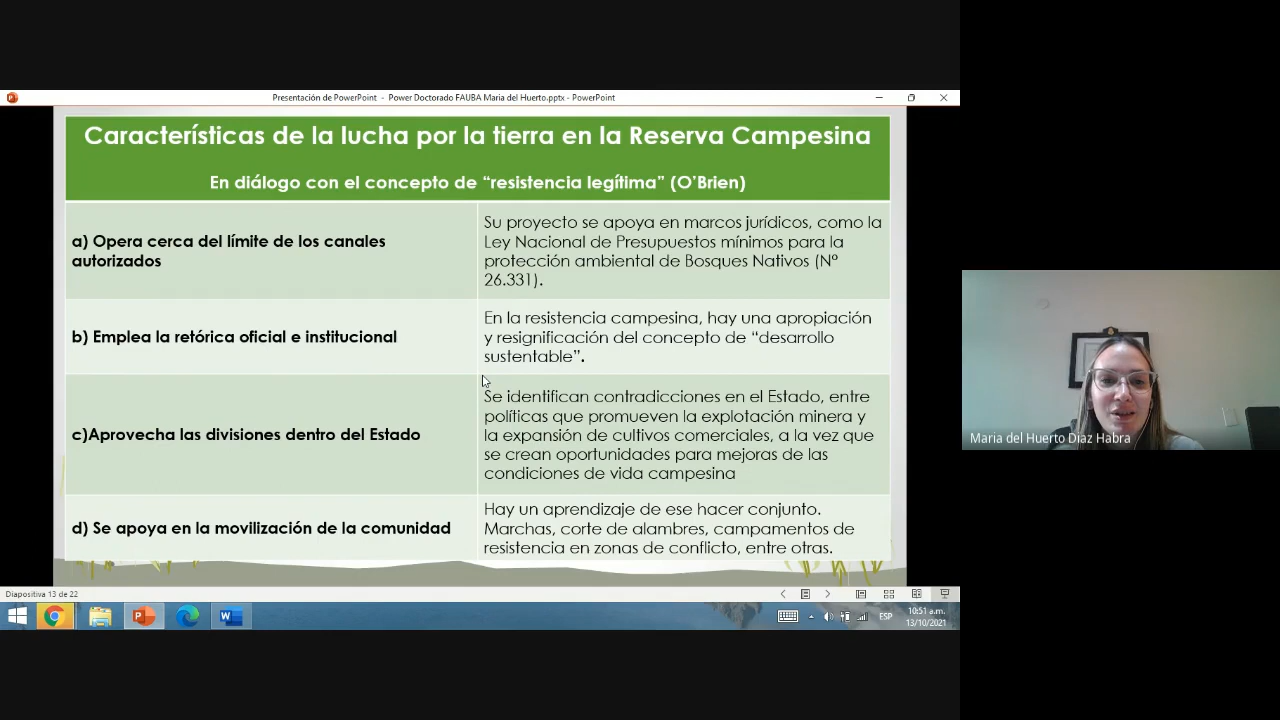 Presentación de PowerPoint - Power Doctorado FAUBA Maria del Huerto.pptx - PowerPoint
Características de la lucha por la tierra en la Reserva Campesina
En diálogo con el concepto de “resistencia legítima” (O’Brien)
a) Opera cerca del límite de los canales
autorizados
Su proyecto se apoya en marcos jurídicos, como la
Ley Nacional de Presupuestos mínimos para la
protección ambiental de Bosques Nativos (Nº
26.331).
b) Emplea la retórica oficial e institucional
En la resistencia campesina, hay una apropiación
y resignificación del concepto de “desarrollo
sustentable”.
c)Aprovecha las divisiones dentro del Estado
Se identifican contradicciones en el Estado, entre
políticas que promueven la explotación minera y
la expansión de cultivos comerciales, a la vez que
se crean oportunidades para mejoras de las
condiciones de vida campesina
d) Se apoya en la movilización de la comunidad
Hay un aprendizaje de ese hacer conjunto.
Marchas, corte de alambres, campamentos de
resistencia en zonas de conflicto, entre otras.
Maria del Huerto Diaz Habra
Diapositiva 13 de 22
ESP
10:51 a.m.
13/10/2021